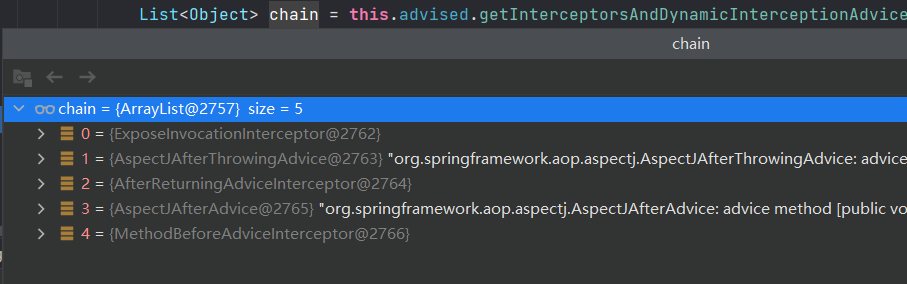 List<Object> chain = this.advised.getInterceptorsAndDynamicInterceptionAdvice
chain
chain = {ArrayList@2757} size = 5
0 = {ExposeInvocationInterceptor@2762}
1 = {AspectJAfterThrowingAdvice@2763} "org.springframework.aop.aspectj.AspectJAfterThrowingAdvice: advice
2 = {AfterReturningAdviceInterceptor@2764}
3 = {AspectJAfterAdvice@2765} "org.springframework.aop.aspectj.AspectJAfterAdvice: advice method [public vo
4 = {MethodBeforeAdviceInterceptor@2766}